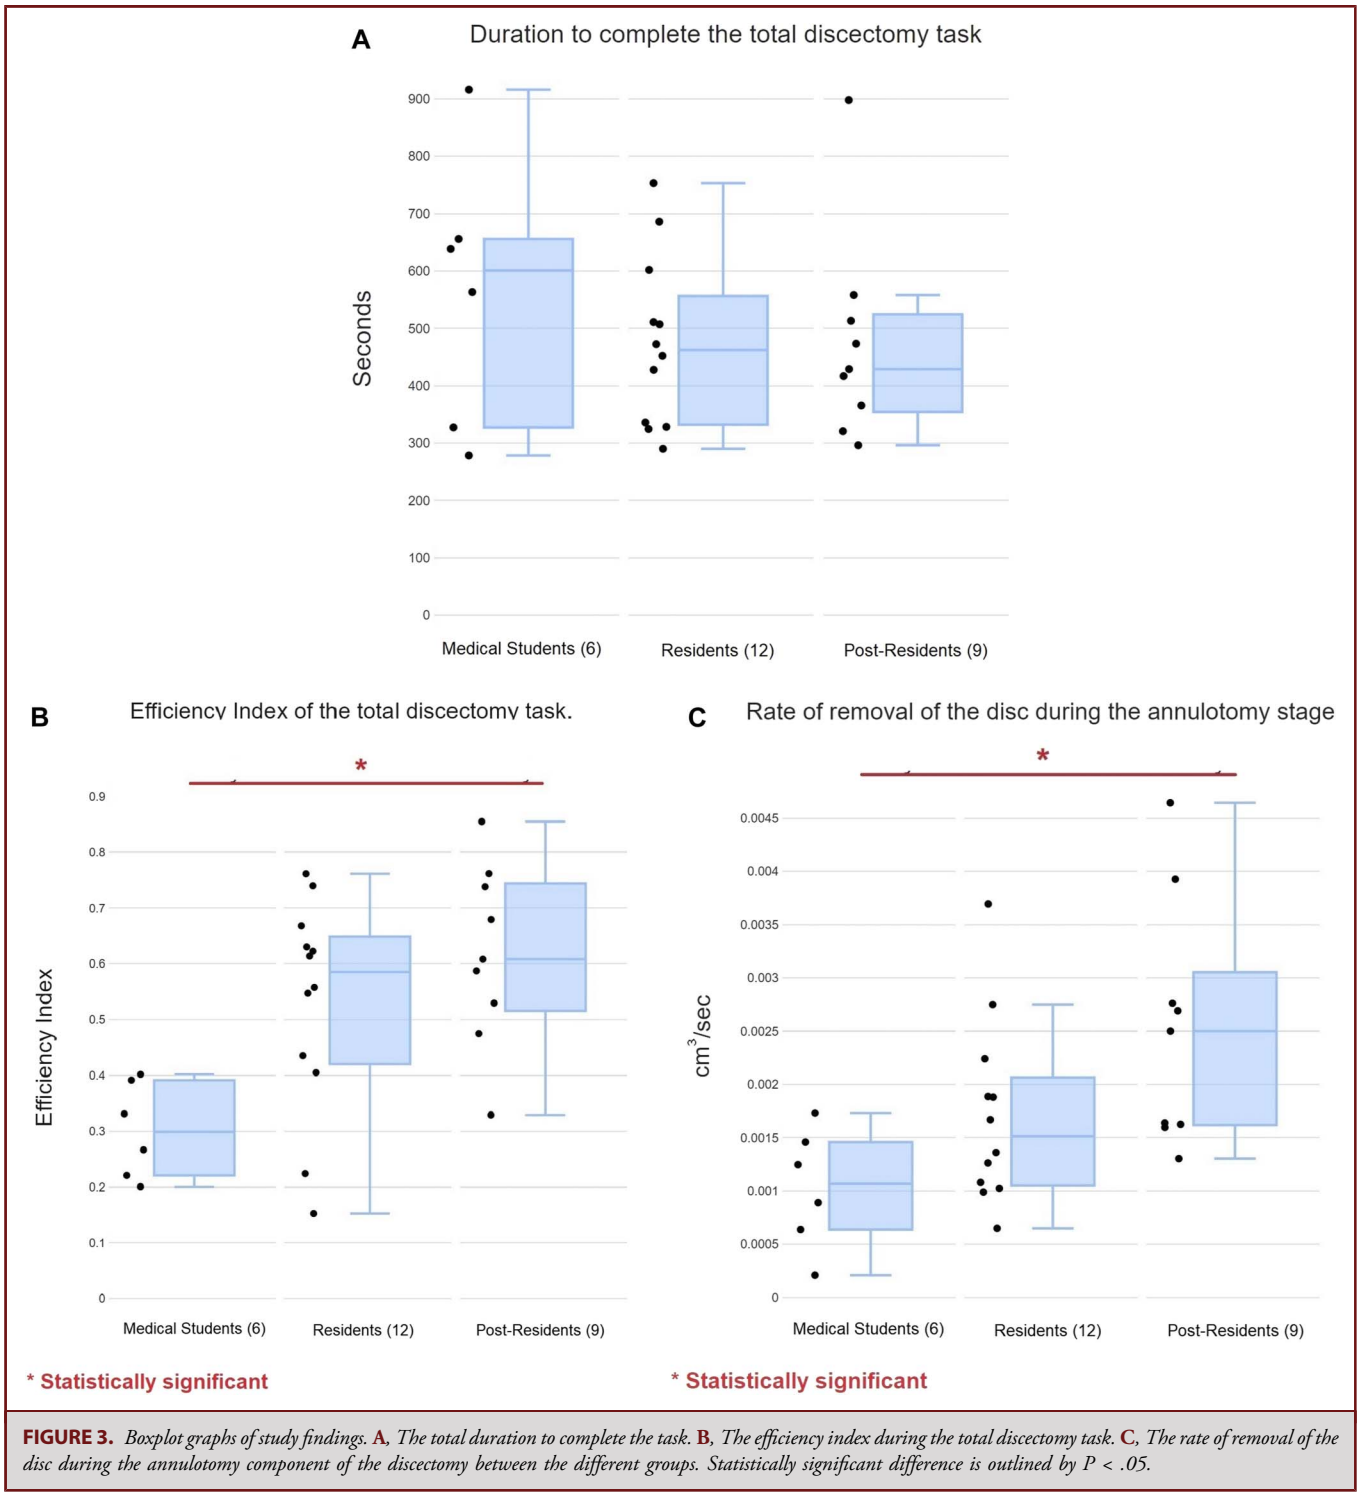 A
Duration to complete the total discectomy task
900
800
700
600
500
400
300
200
100
0
Seconds
Medical Students (6)
Residents (12)
Post-Residents (9)
B
Efficiency Index of the total discectomy task.
*
0.9
0.8
0.7
0.6
0.5
0.4
0.3
0.2
0.1
0
Efficiency Index
Medical Students (6)
Residents (12)
Post-Residents (9)
* Statistically significant
C
Rate of removal of the disc during the annulotomy stage
*
0.0045
0.004
0.0035
0.003
0.0025
0.002
0.0015
0.001
0.0005
0
cm³/sec
Medical Students (6)
Residents (12)
Post-Residents (9)
* Statistically significant
FIGURE 3. Boxplot graphs of study findings. A, The total duration to complete the task. B, The efficiency index during the total discectomy task. C, The rate of removal of the
disc during the annulotomy component of the discectomy between the different groups. Statistically significant difference is outlined by P < .05.